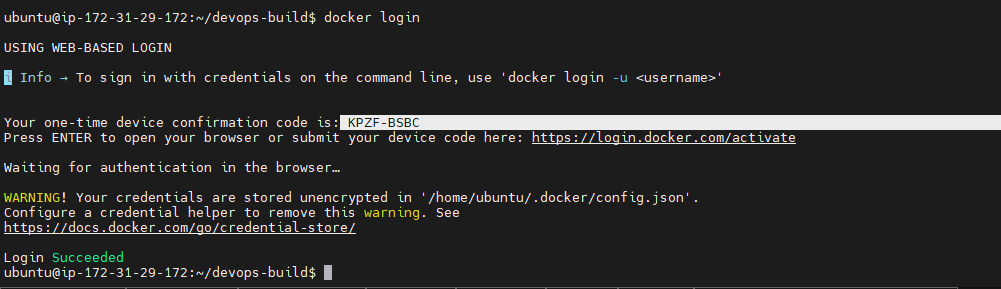 ubuntu@ip-172-31-29-172:~/devops-build$ docker login
USING WEB-BASED LOGIN
i Info → To sign in with credentials on the command line, use 'docker login -u <username>'
Your one-time device confirmation code is: KPZF-BSBC
Press ENTER to open your browser or submit your device code here: https://login.docker.com/activate
Waiting for authentication in the browser…
WARNING! Your credentials are stored unencrypted in '/home/ubuntu/.docker/config.json'.
Configure a credential helper to remove this warning. See
https://docs.docker.com/go/credential-store/
Login Succeeded
ubuntu@ip-172-31-29-172:~/devops-build$